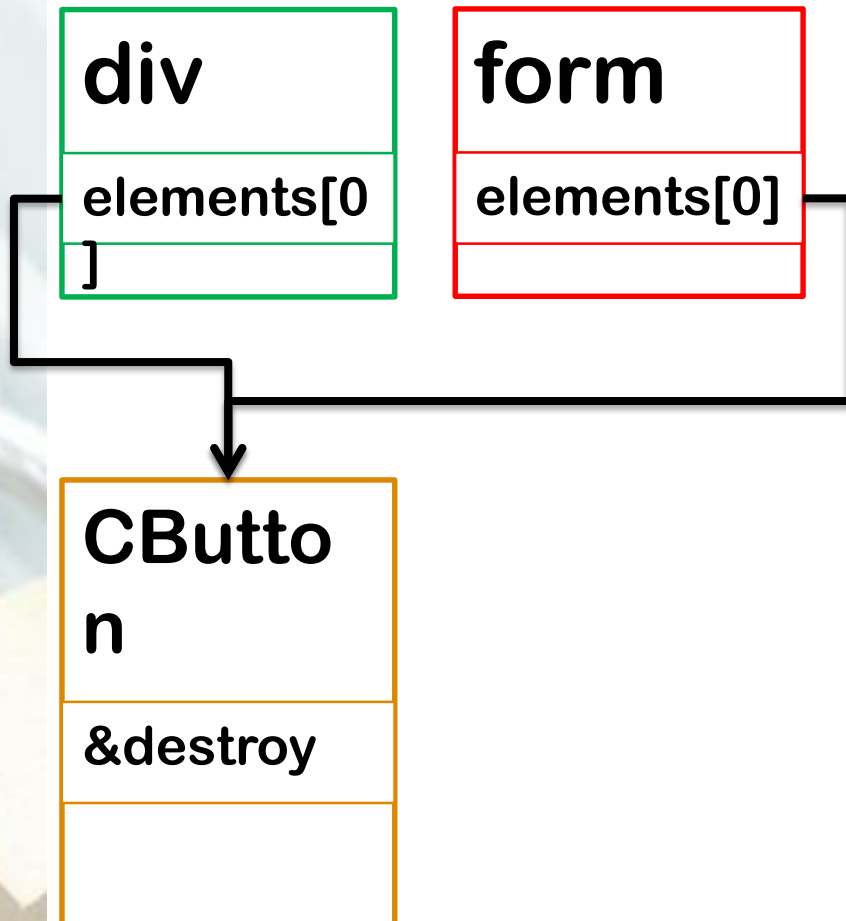 div
elements[0
]
form
elements[0]
CButto
n
&destroy